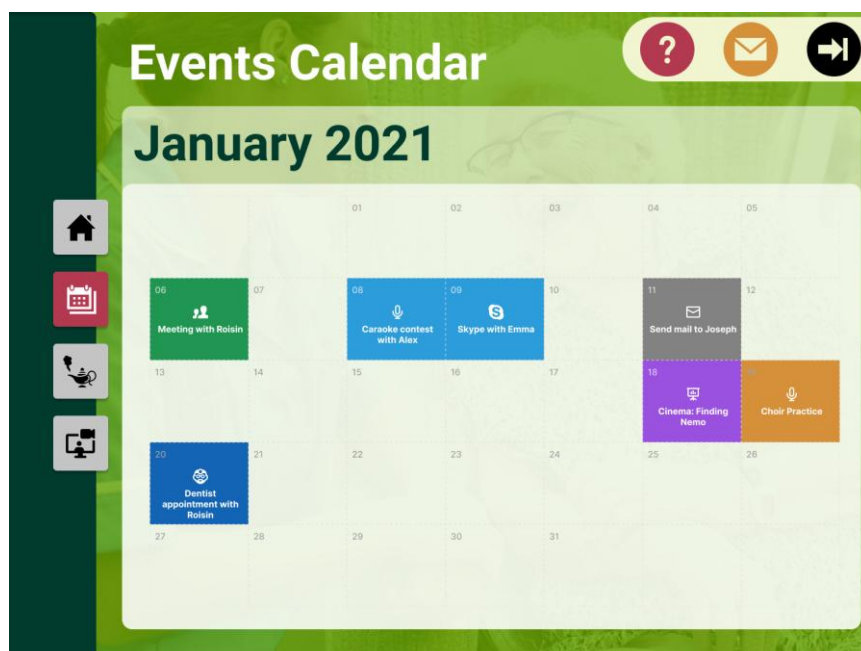 Events Calendar
?
January 2021
01 02 03 04 05
06 07 08 09 10 11 12
Meeting with Roisin
Caraoke contest
with Alex
Skype with Emma
Send mail to Joseph
13 14 15 16 17 18
Cinema: Finding
Nemo
Choir Practice
20 21 22 23 24 25 26
Dentist
appointment with
Roisin
27 28 29 30 31